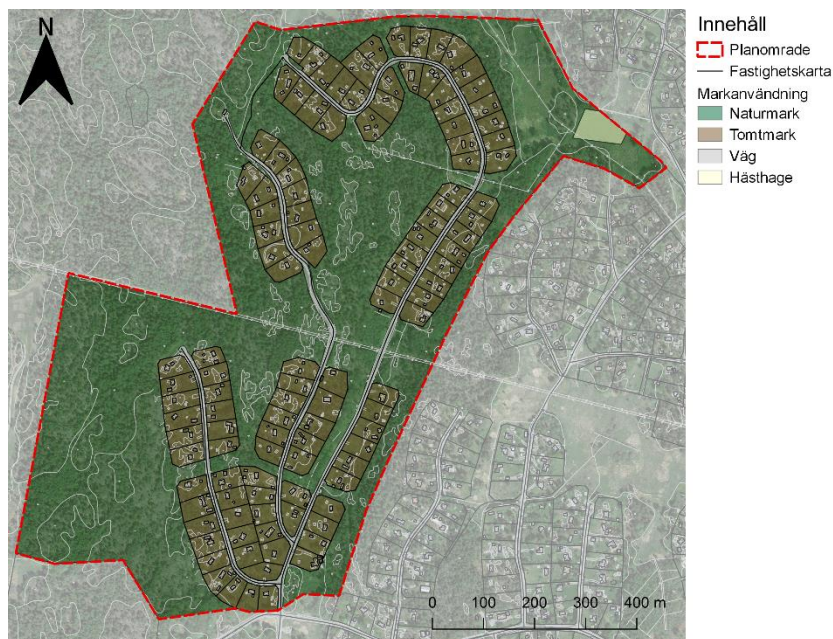 N
Innehåll
Planområde
Fastighetskarta
Markanvändning
Naturmark
Tomtmark
Väg
Hästhage
0 100 200 300 400 m